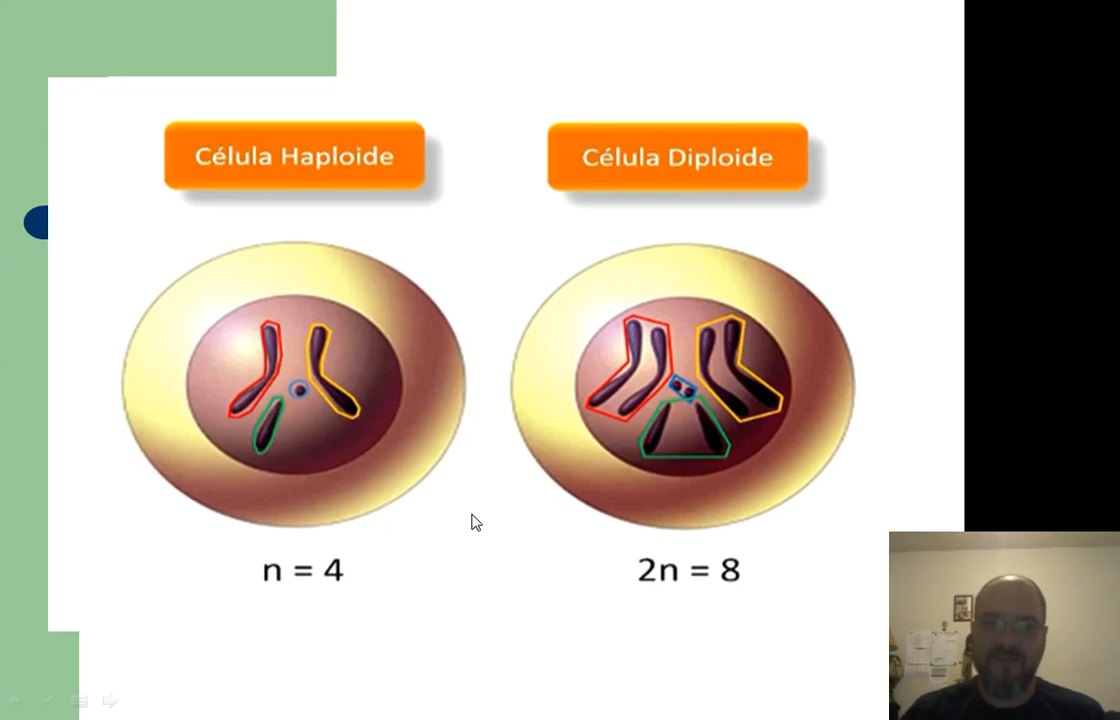 Célula Haploide
Célula Diploide
n = 4
2n = 8